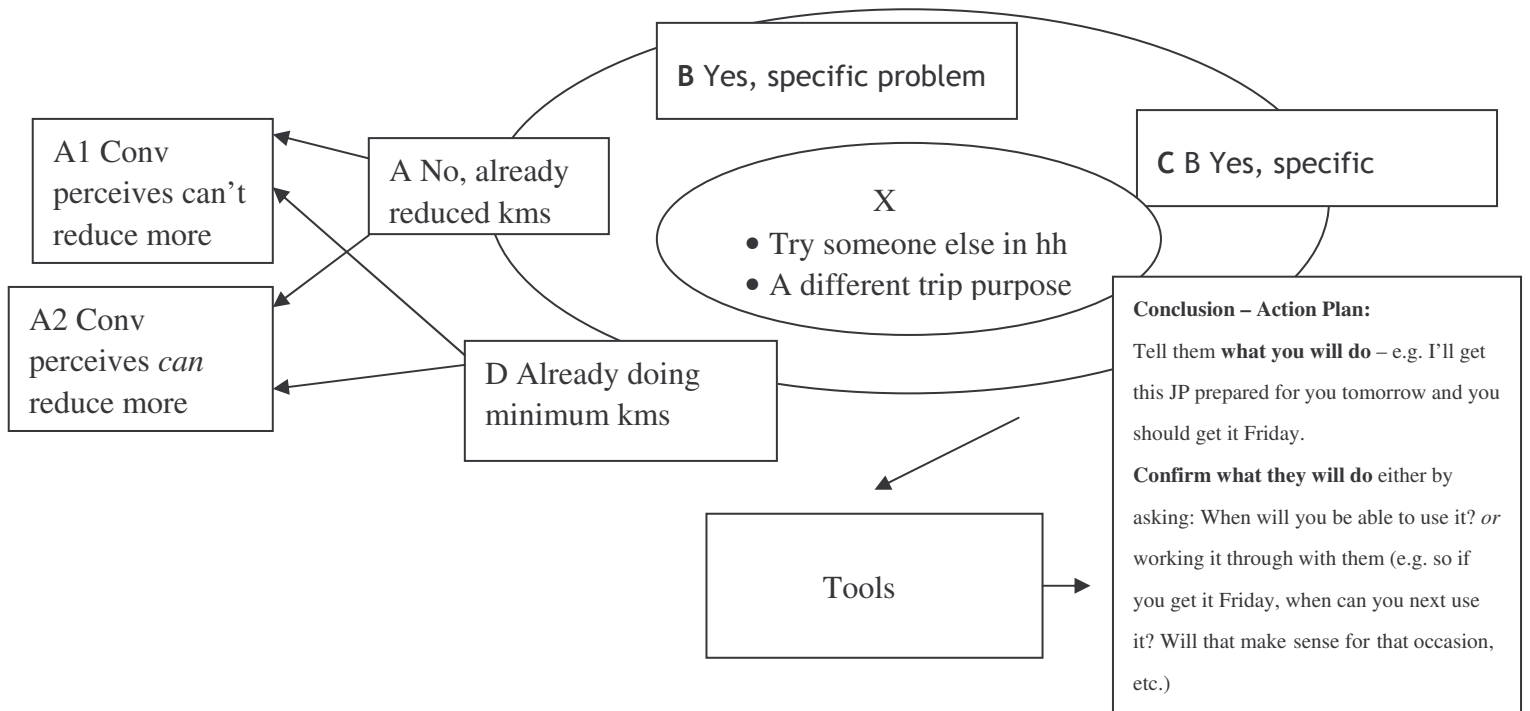 B Yes, specific problem
C B Yes, specific
A1 Conv
perceives can’t
reduce more
A No, already
reduced kms
X
• Try someone else in hh
• A different trip purpose
A2 Conv
perceives can
reduce more
D Already doing
minimum kms
Tools
Conclusion – Action Plan:
Tell them what you will do – e.g. I’ll get
this JP prepared for you tomorrow and you
should get it Friday.
Confirm what they will do either by
asking: When will you be able to use it? or
working it through with them (e.g. so if
you get it Friday, when can you next use
it? Will that make sense for that occasion,
etc.)